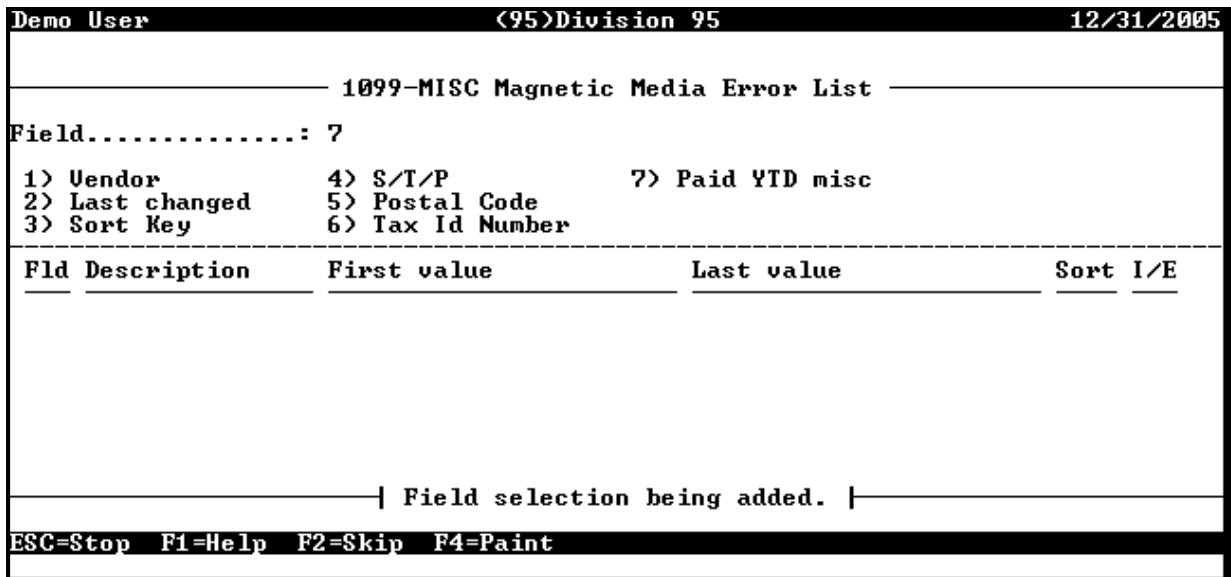 Demo User (95)Division 95 12/31/2005
1099-MISC Magnetic Media Error List
Field..............: 7
1) Vendor 4) S/T/P 7) Paid YTD misc
2) Last changed 5) Postal Code
3) Sort Key 6) Tax Id Number
Fld Description First value Last value Sort I/E
Field selection being added.
ESC=Stop F1=Help F2=Skip F4=Paint